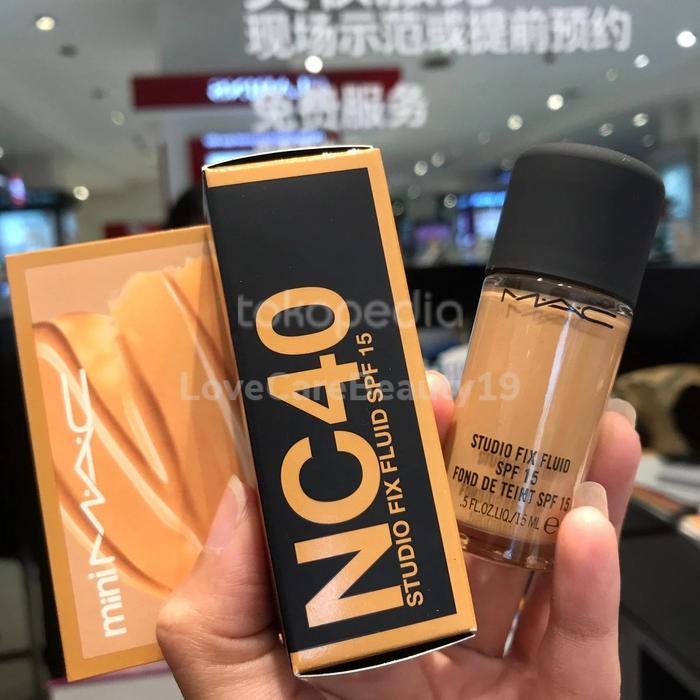 现场示范或提前预约
免费服务
tokopedia
LoveCareBeauty19
mini M·A·C
NC40
STUDIO FIX FLUID SPF 15
M·A·C
STUDIO FIX FLUID
SPF 15
FOND DE TEINT SPF 15
.5 FL.OZ.LIQ./15 ML e